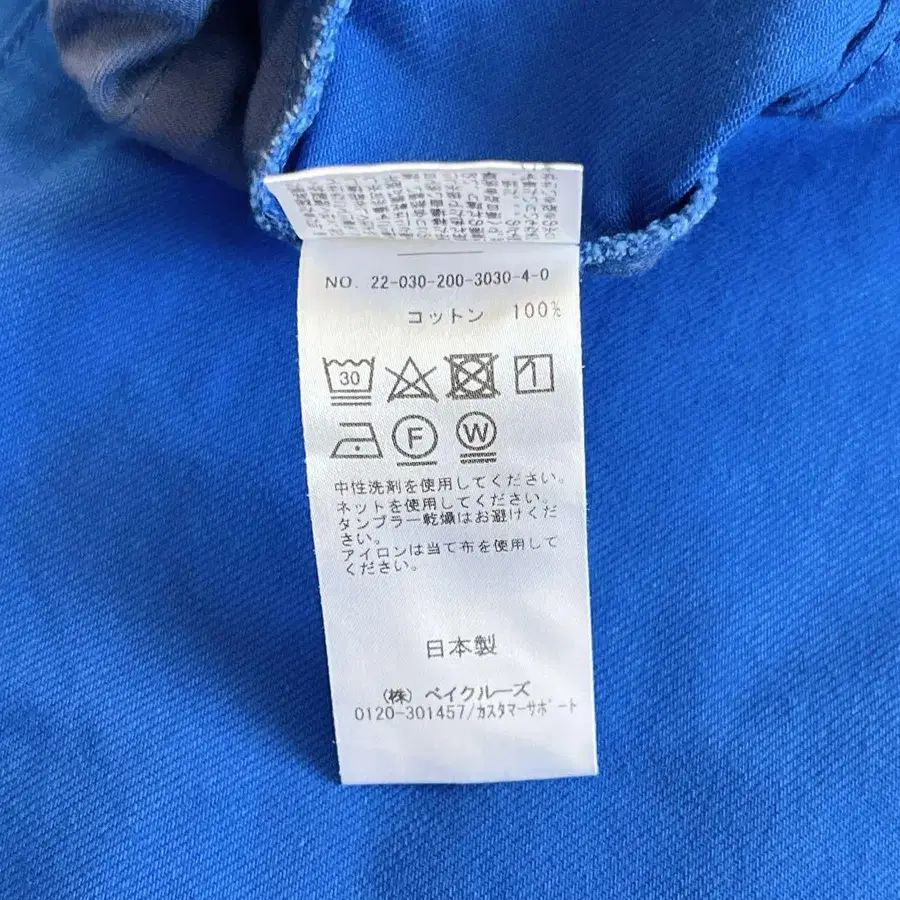 NO. 22-030-200-3030-4-0
コットン 100%
30
F W
中性洗剤を使用してください。
ネットを使用してください。
タンブラー乾燥はお避けくだ
さい。
アイロンは当て布を使用して
ください。
日本製
(株) ベイクルーズ
0120-301457/カスタマーサポート